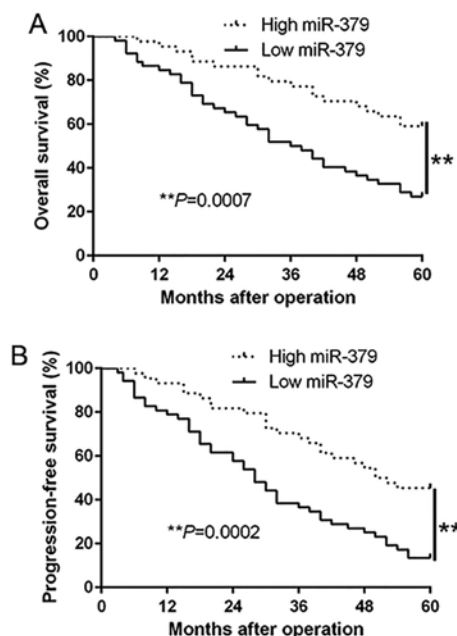 A
High miR-379
Low miR-379
Overall survival (%)
100
80
60
40
20
0
**
**P=0.0007
0 12 24 36 48 60
Months after operation
B
High miR-379
Low miR-379
Progression-free survival (%)
100
80
60
40
20
0
**
**P=0.0002
0 12 24 36 48 60
Months after operation